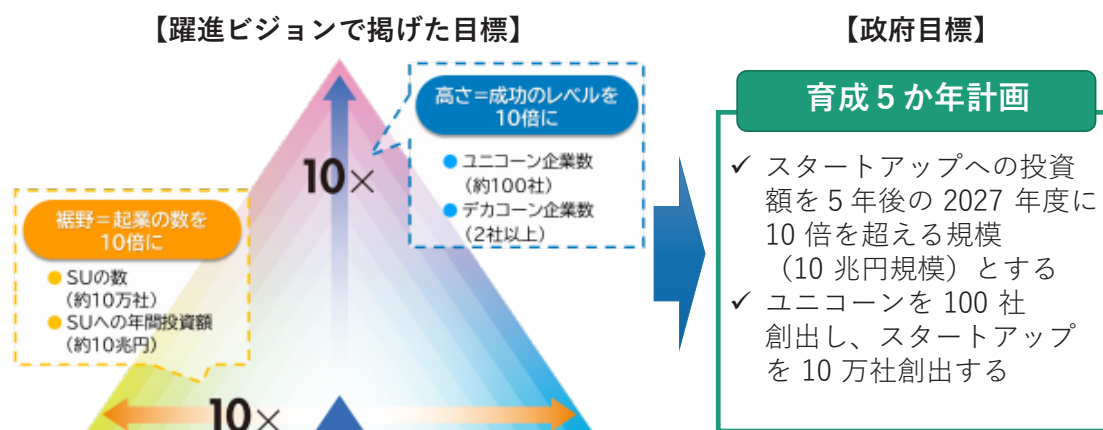 【躍進ビジョンで掲げた目標】
高さ=成功のレベルを
10倍に
● ユニコーン企業数
(約100社)
● デカコーン企業数
(2社以上)
10×
裾野=起業の数を
10倍に
● SUの数
(約10万社)
● SUへの年間投資額
(約10兆円)
10×
【政府目標】
育成5か年計画
✓ スタートアップへの投資
額を5年後の 2027 年度に
10 倍を超える規模
(10 兆円規模)とする
✓ ユニコーンを 100 社
創出し、スタートアップ
を 10 万社創出する